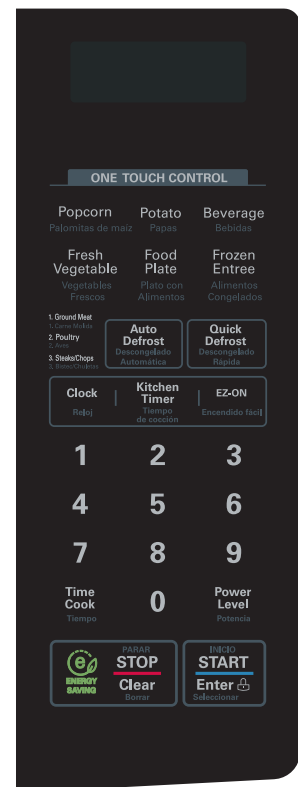 ONE TOUCH CONTROL
Popcorn Potato Beverage
Palomitas de maíz Papas Bebidas
Fresh Food Frozen
Vegetable Plate Entree
Vegetables Plato con Alimentos
Frescos Alimentos Congelados
1. Ground Meat
1. Carne Molida
2. Poultry
2. Aves
3. Steaks/Chops
3. Bistec/Chuletas
Auto Quick
Defrost Defrost
Descongelado Descongelado
Automática Rápida
Clock Kitchen Timer EZ-ON
Reloj Tiempo de cocción Encendido fácil
1 2 3
4 5 6
7 8 9
Time Cook 0 Power Level
Tiempo Potencia
e ENERGY SAVING
PARAR INICIO
STOP START
Clear Enter
Borrar Seleccionar